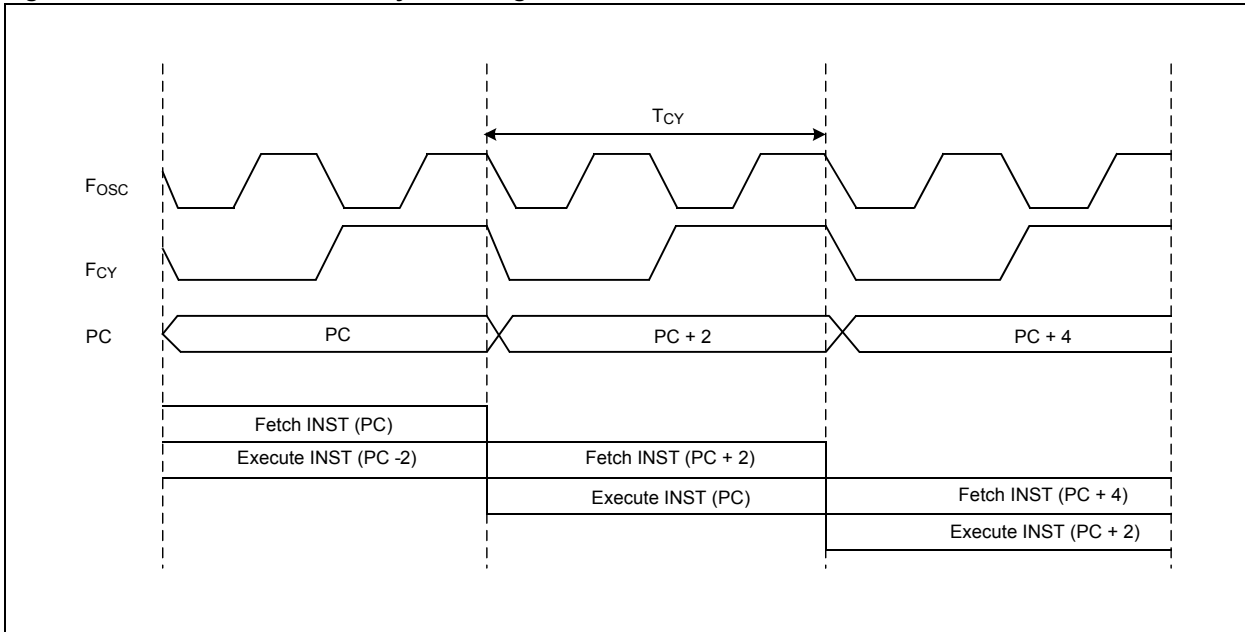 TCY
FOSC
FCY
PC
PC
PC + 2
PC + 4
Fetch INST (PC)
Execute INST (PC -2)
Fetch INST (PC + 2)
Execute INST (PC)
Fetch INST (PC + 4)
Execute INST (PC + 2)